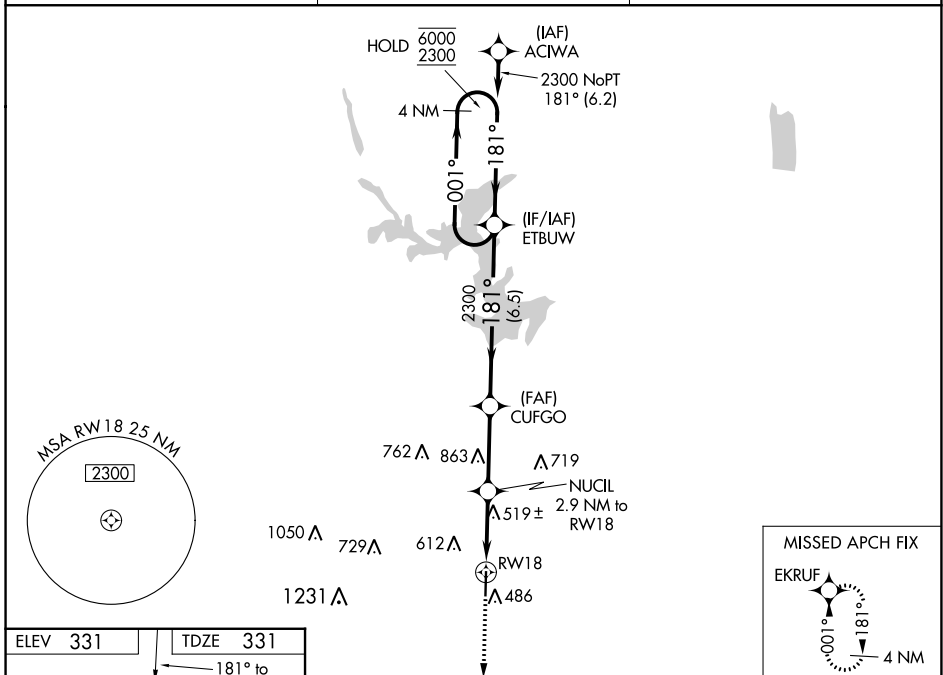 HOLD 6000
2300
(IAF)
ACIWA
2300 NoPT
181° (6.2)
4 NM
001°
181°
(IF/IAF)
ETBUW
2300
181°
(6.5)
(FAF)
CUFGO
MSA RW18 25 NM
2300
762
863
719
NUCIL
2.9 NM to
RW18
519±
1050
729
612
RW18
1231
486
MISSED APCH FIX
EKRUF
001°
181°
4 NM
ELEV 331
TDZE 331
181° to